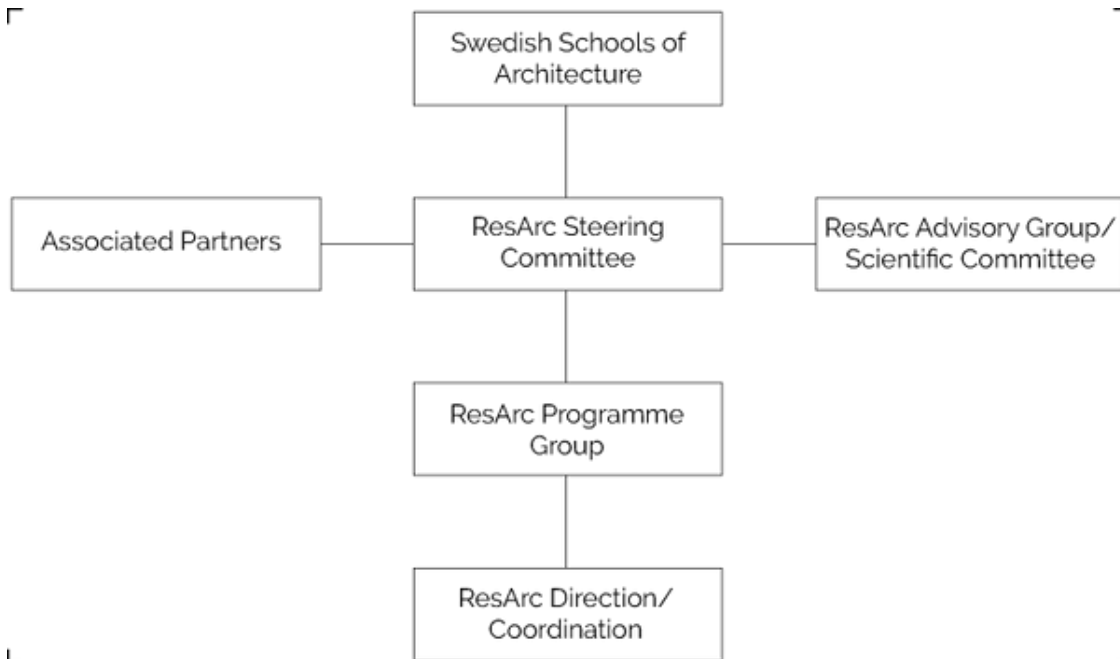 Swedish Schools of
Architecture
Associated Partners
ResArc Steering
Committee
ResArc Advisory Group/
Scientific Committee
ResArc Programme
Group
ResArc Direction/
Coordination